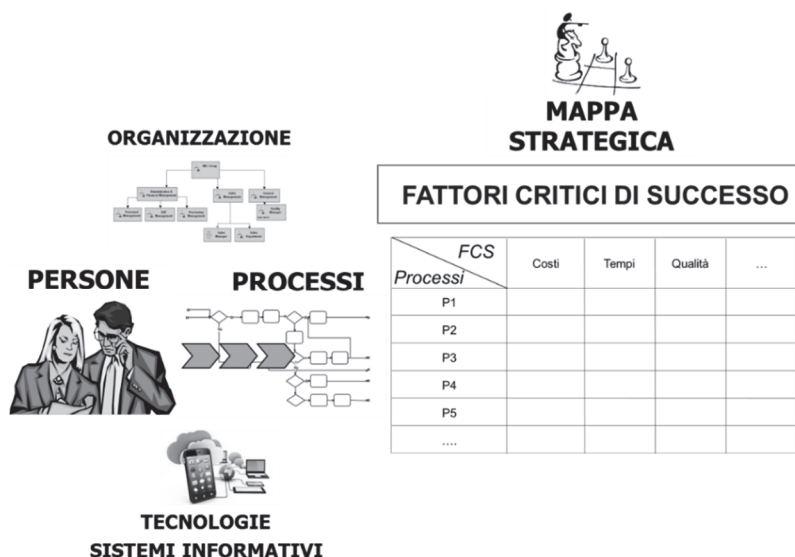 MAPPA
STRATEGICA
ORGANIZZAZIONE
FATTORI CRITICI DI SUCCESSO
PERSONE
PROCESSI
FCS
Processi
Costi
Tempi
Qualità
...
P1
P2
P3
P4
P5
....
TECNOLOGIE
SISTEMI INFORMATIVI